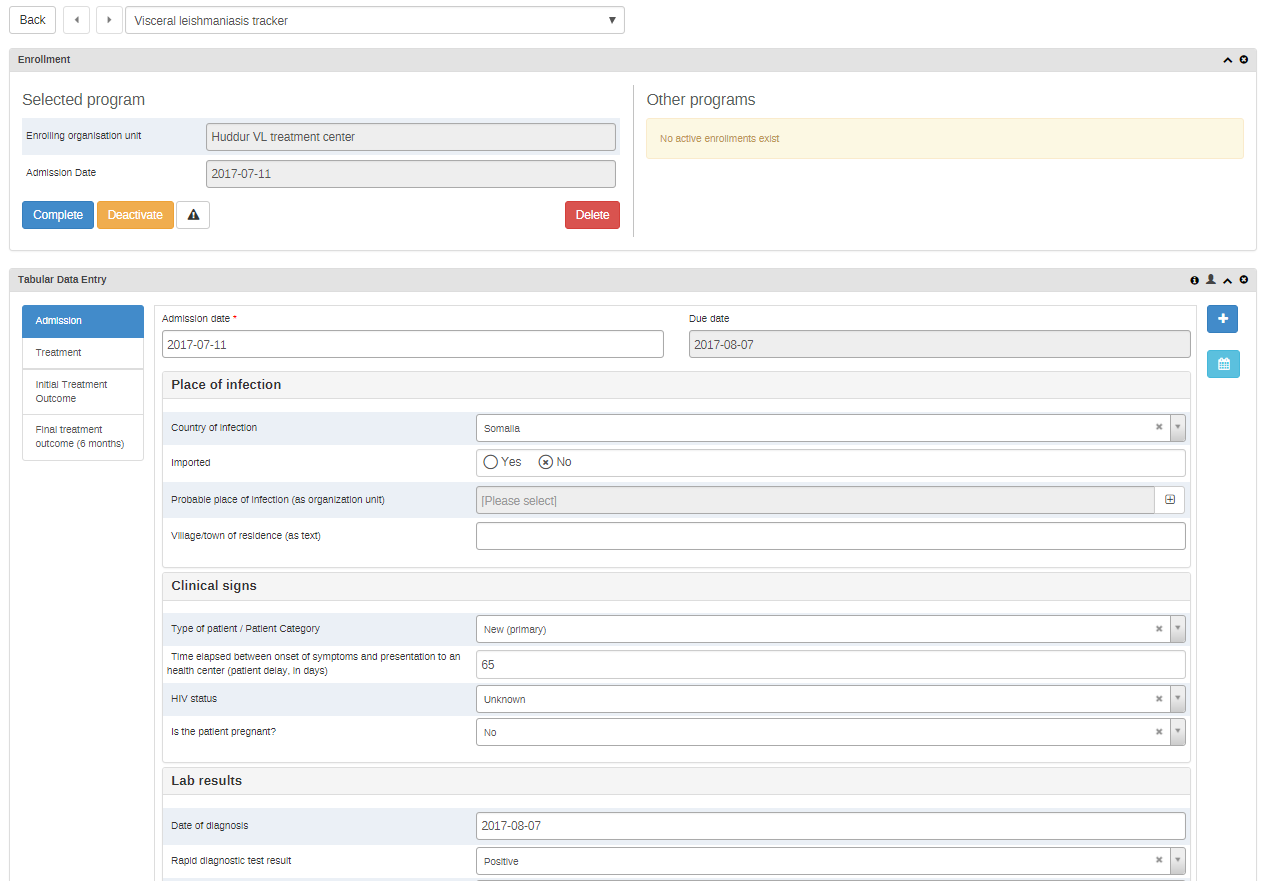 Back
Visceral leishmaniasis tracker
Enrollment
Selected program
Enrolling organisation unit
Huddur VL treatment center
Admission Date
2017-07-11
Complete
Deactivate
Delete
Other programs
No active enrollments exist
Tabular Data Entry
Admission
Treatment
Initial Treatment
Outcome
Final treatment
outcome (6 months)
Admission date *
2017-07-11
Due date
2017-08-07
Place of infection
Country of infection
Somalia
Imported
Yes
No
Probable place of infection (as organization unit)
[Please select]
Village/town of residence (as text)
Clinical signs
Type of patient / Patient Category
New (primary)
Time elapsed between onset of symptoms and presentation to an
health center (patient delay, in days)
65
HIV status
Unknown
Is the patient pregnant?
No
Lab results
Date of diagnosis
2017-08-07
Rapid diagnostic test result
Positive